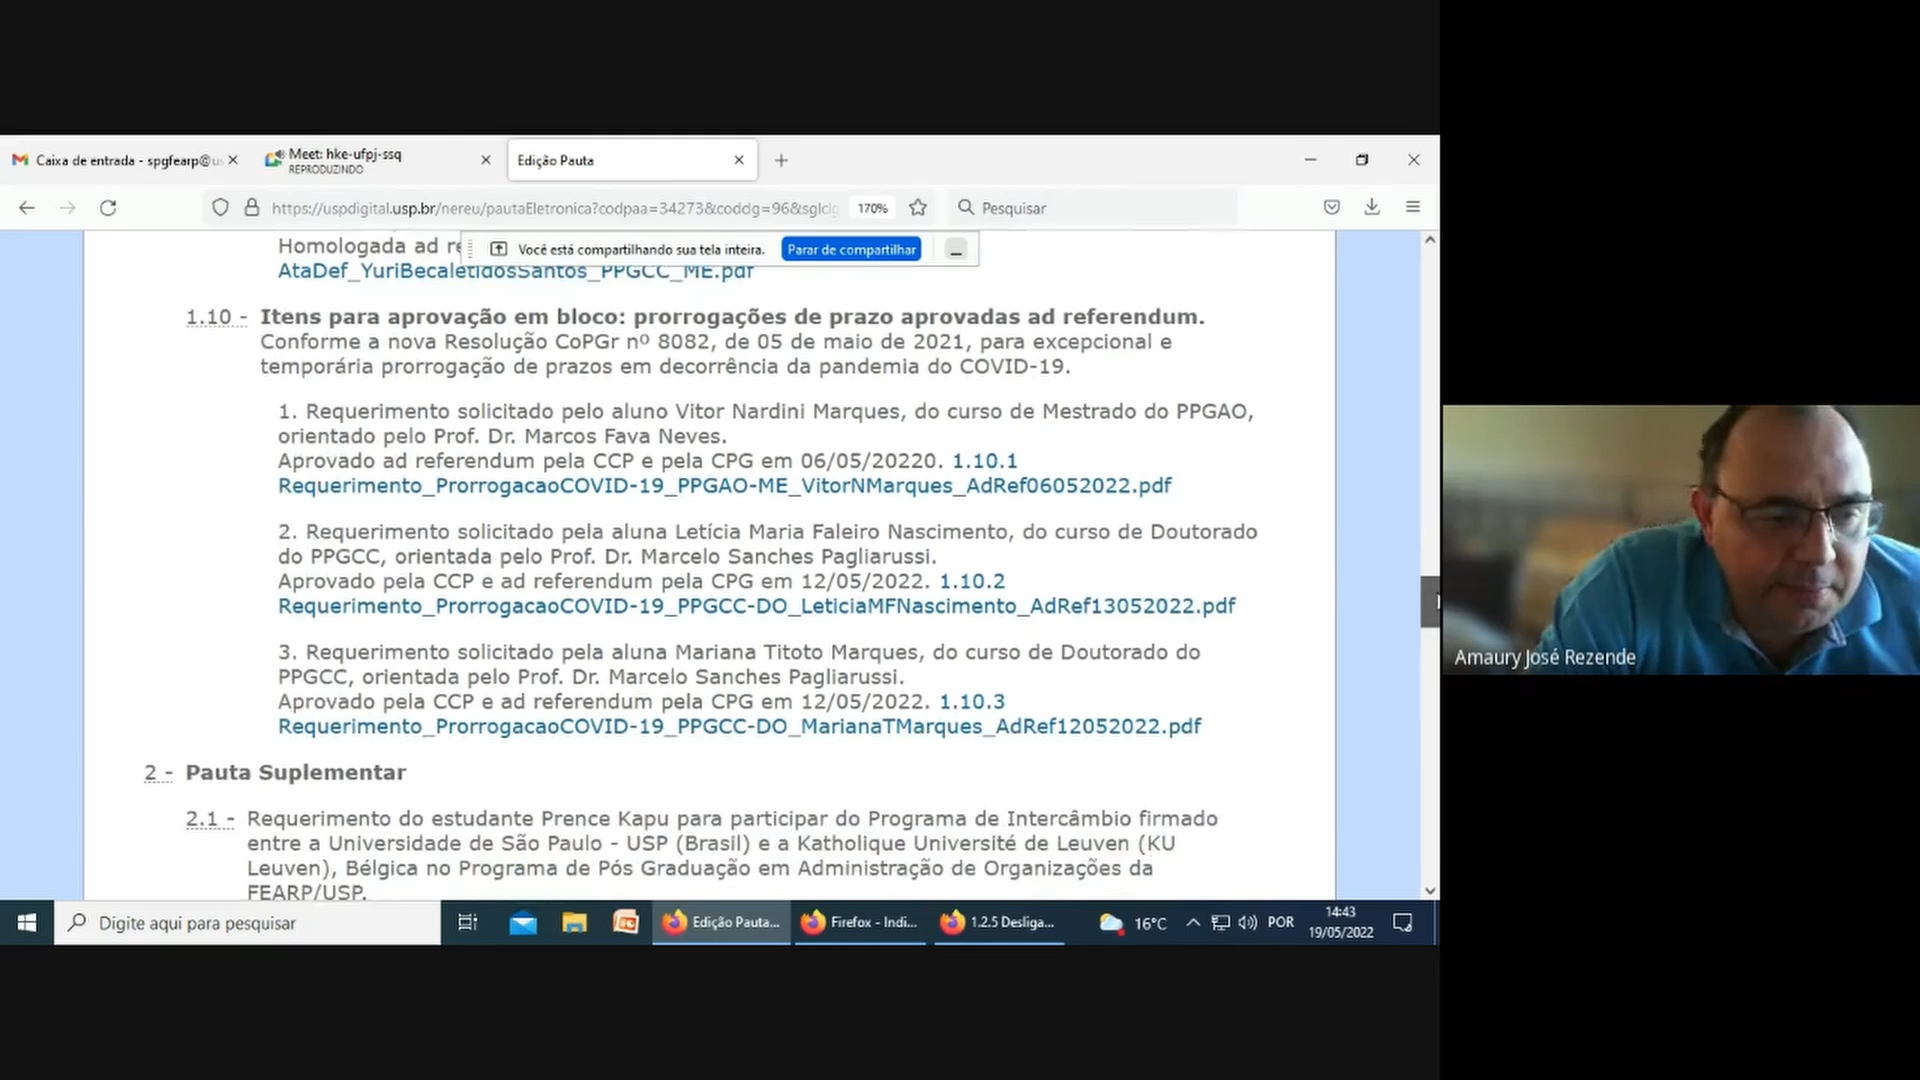 Caixa de entrada - spgfearp@us
Meet: hke-ufpj-ssq
REPRODUZINDO
Edição Pauta
https://uspdigital.usp.br/nereu/pautaEletronica?codpaa=34273&codclg=96&sglclg
170%
Pesquisar
Você está compartilhando sua tela inteira.
Parar de compartilhar
Homologada ad re
AtaDef_YuriBecaletidosSantos_PPGCC_ME.pdf
1.10 - Itens para aprovação em bloco: prorrogações de prazo aprovadas ad referendum.
Conforme a nova Resolução CoPGr nº 8082, de 05 de maio de 2021, para excepcional e
temporária prorrogação de prazos em decorrência da pandemia do COVID-19.
1. Requerimento solicitado pelo aluno Vitor Nardini Marques, do curso de Mestrado do PPGAO,
orientado pelo Prof. Dr. Marcos Fava Neves.
Aprovado ad referendum pela CCP e pela CPG em 06/05/20220. 1.10.1
Requerimento_ProrrogacaoCOVID-19_PPGAO-ME_VitorNMarques_AdRef06052022.pdf
2. Requerimento solicitado pela aluna Letícia Maria Faleiro Nascimento, do curso de Doutorado
do PPGCC, orientada pelo Prof. Dr. Marcelo Sanches Pagliarussi.
Aprovado pela CCP e ad referendum pela CPG em 12/05/2022. 1.10.2
Requerimento_ProrrogacaoCOVID-19_PPGCC-DO_LeticiaMFNascimento_AdRef13052022.pdf
3. Requerimento solicitado pela aluna Mariana Titoto Marques, do curso de Doutorado do
PPGCC, orientada pelo Prof. Dr. Marcelo Sanches Pagliarussi.
Aprovado pela CCP e ad referendum pela CPG em 12/05/2022. 1.10.3
Requerimento_ProrrogacaoCOVID-19_PPGCC-DO_MarianaTMarques_AdRef12052022.pdf
2 - Pauta Suplementar
2.1 - Requerimento do estudante Prence Kapu para participar do Programa de Intercâmbio firmado
entre a Universidade de São Paulo - USP (Brasil) e a Katholique Université de Leuven (KU
Leuven), Bélgica no Programa de Pós Graduação em Administração de Organizações da
FEARP/USP.
Amaury José Rezende
Digite aqui para pesquisar
Edição Pauta...
Firefox - Indi...
1.2.5 Desliga...
16°C
POR
14:43
19/05/2022